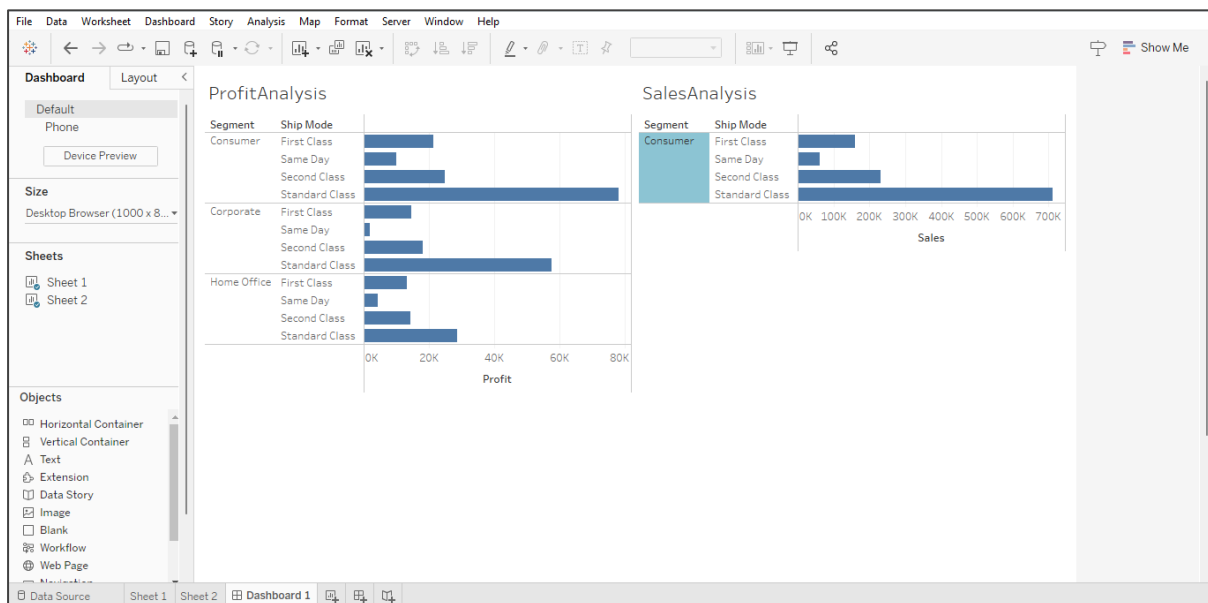 File Data Worksheet Dashboard Story Analysis Map Format Server Window Help
Show Me
Dashboard Layout
Default
Phone
Device Preview
Size
Desktop Browser (1000 x 8...
Sheets
Sheet 1
Sheet 2
Objects
Horizontal Container
Vertical Container
Text
Extension
Data Story
Image
Blank
Workflow
Web Page
Navigation
ProfitAnalysis
Segment Ship Mode
Consumer First Class
Same Day
Second Class
Standard Class
Corporate First Class
Same Day
Second Class
Standard Class
Home Office First Class
Same Day
Second Class
Standard Class
0K 20K 40K 60K 80K
Profit
SalesAnalysis
Segment Ship Mode
Consumer First Class
Same Day
Second Class
Standard Class
0K 100K 200K 300K 400K 500K 600K 700K
Sales
Data Source Sheet 1 Sheet 2 Dashboard 1